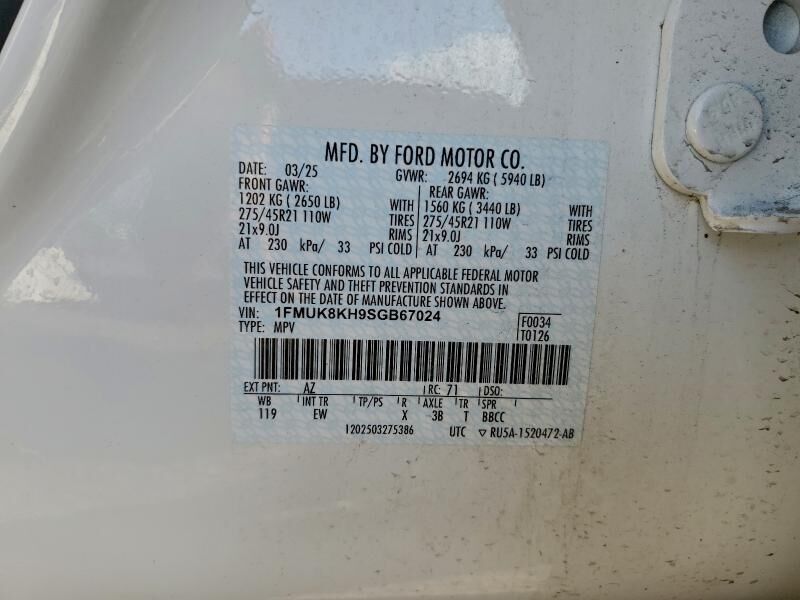 MFD. BY FORD MOTOR CO.
DATE: 03/25 GVWR: 2694 KG ( 5940 LB)
FRONT GAWR: REAR GAWR:
1202 KG ( 2650 LB) WITH 1560 KG ( 3440 LB) WITH
275/45R21 110W TIRES 275/45R21 110W TIRES
21x9.0J RIMS 21x9.0J RIMS
AT 230 kPa/ 33 PSI COLD AT 230 kPa/ 33 PSI COLD
THIS VEHICLE CONFORMS TO ALL APPLICABLE FEDERAL MOTOR
VEHICLE SAFETY AND THEFT PREVENTION STANDARDS IN
EFFECT ON THE DATE OF MANUFACTURE SHOWN ABOVE.
VIN: 1FMUK8KH9SGB67024 F0034
TYPE: MPV T0126
EXT PNT: AZ RC: 71 DSO:
WB INT TR TP/PS R AXLE TR SPR
119 EW X 3B T BBCC
1202503275386 UTC ▽ RU5A-1520472-AB